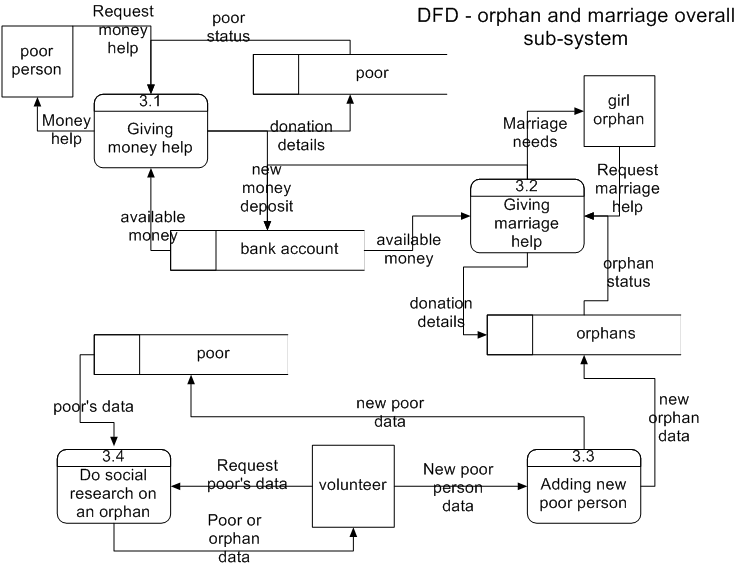 DFD - orphan and marriage overall
sub-system
Request
money
help
poor
status
poor
person
poor
girl
orphan
3.1
Giving
money help
Money
help
donation
details
Marriage
needs
new
money
deposit
Request
marriage
help
3.2
Giving
marriage
help
available
money
bank account
available
money
orphan
status
donation
details
orphans
poor
poor's data
new poor
data
new
orphan
data
3.4
Do social
research on
an orphan
Request
poor's data
volunteer
New poor
person
data
3.3
Adding new
poor person
Poor or
orphan
data